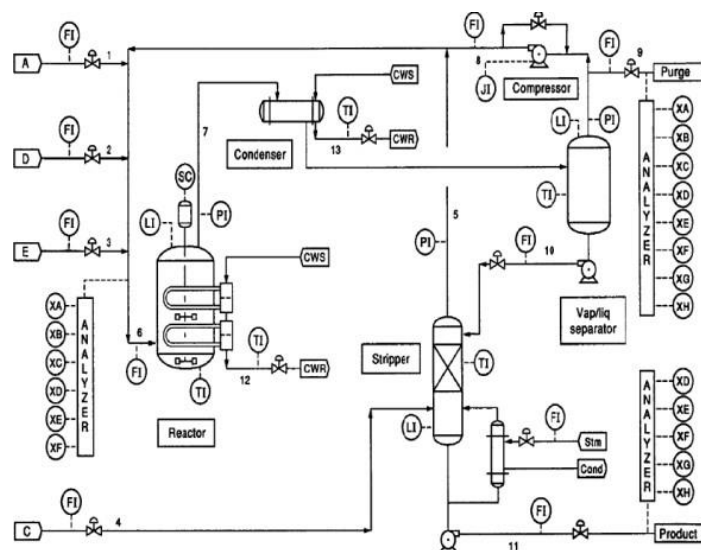 FI
FI
9
FI
8
A
1
Purge
CWS
JI
Compressor
XA
LI
PI
7
TI
FI
XB
CWR
Condenser
13
XC
D
2
SC
TI
XD
5
XE
LI
PI
FI
PI
FI
XF
E
3
10
XG
CWS
ANALYZER
XH
Vap/liq
separator
XA
XB
6
TI
Stripper
TI
XC
FI
CWR
XD
XD
TI
12
XE
XE
LI
FI
XF
XF
Reactor
Stm
XG
ANALYZER
Cond
XH
ANALYZER
FI
FI
C
4
11
Product